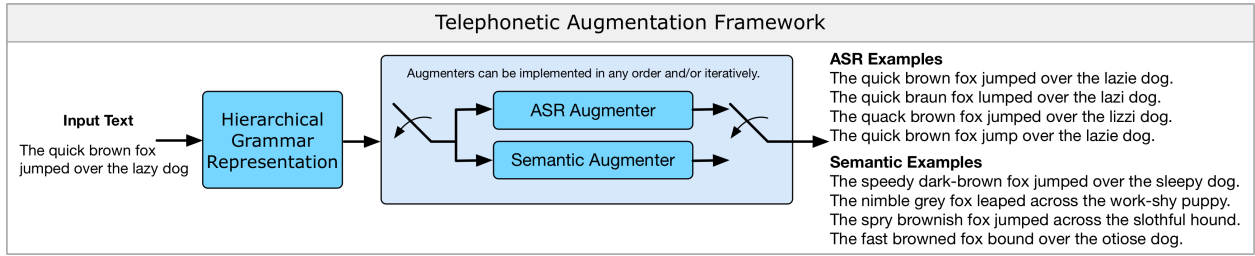 Telephonetic Augmentation Framework
Input Text
The quick brown fox
jumped over the lazy dog
Hierarchical
Grammar
Representation
Augmenters can be implemented in any order and/or iteratively.
ASR Augmenter
Semantic Augmenter
ASR Examples
The quick brown fox jumped over the lazie dog.
The quick braun fox lumped over the lazi dog.
The quack brown fox jumped over the lizzi dog.
The quick brown fox jump over the lazie dog.
Semantic Examples
The speedy dark-brown fox jumped over the sleepy dog.
The nimble grey fox leaped across the work-shy puppy.
The spry brownish fox jumped across the slothful hound.
The fast browned fox bound over the otiose dog.